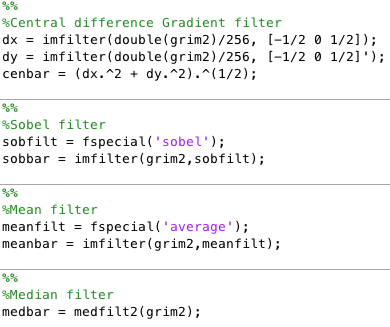 %%
%Central difference Gradient filter
dx = imfilter(double(grim2)/256, [-1/2 0 1/2]);
dy = imfilter(double(grim2)/256, [-1/2 0 1/2]');
cenbar = (dx.^2 + dy.^2).^(1/2);
%%
%Sobel filter
sobfilt = fspecial('sobel');
sobbar = imfilter(grim2,sobfilt);
%%
%Mean filter
meanfilt = fspecial('average');
meanbar = imfilter(grim2,meanfilt);
%%
%Median filter
medbar = medfilt2(grim2);